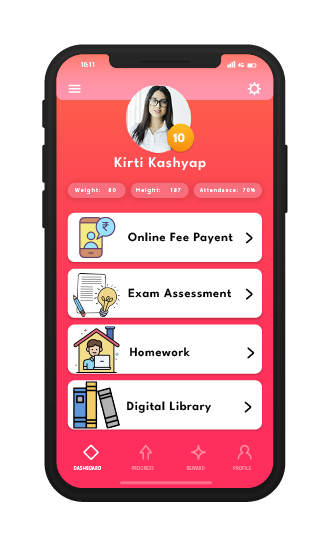 10:11
4G
10
Kirti Kashyap
Weight: 80 Height: 187 Attendance: 70%
₹
Online Fee Payent
Exam Assessment
Homework
Digital Library
DASHBOARD PROGRESS REWARD PROFILE